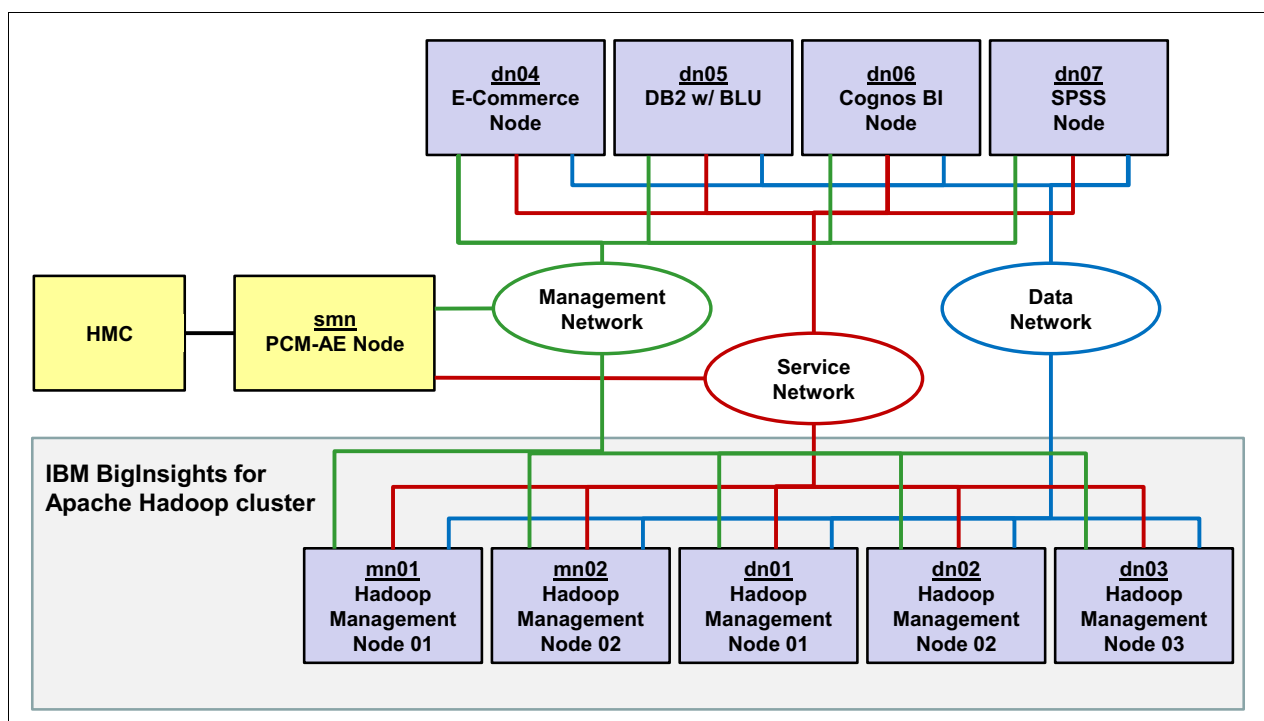 dn04
E-Commerce
Node
dn05
DB2 w/ BLU
dn06
Cognos BI
Node
dn07
SPSS
Node
HMC
smn
PCM-AE Node
Management
Network
Service
Network
Data
Network
IBM BigInsights for
Apache Hadoop cluster
mn01
Hadoop
Management
Node 01
mn02
Hadoop
Management
Node 02
dn01
Hadoop
Management
Node 01
dn02
Hadoop
Management
Node 02
dn03
Hadoop
Management
Node 03